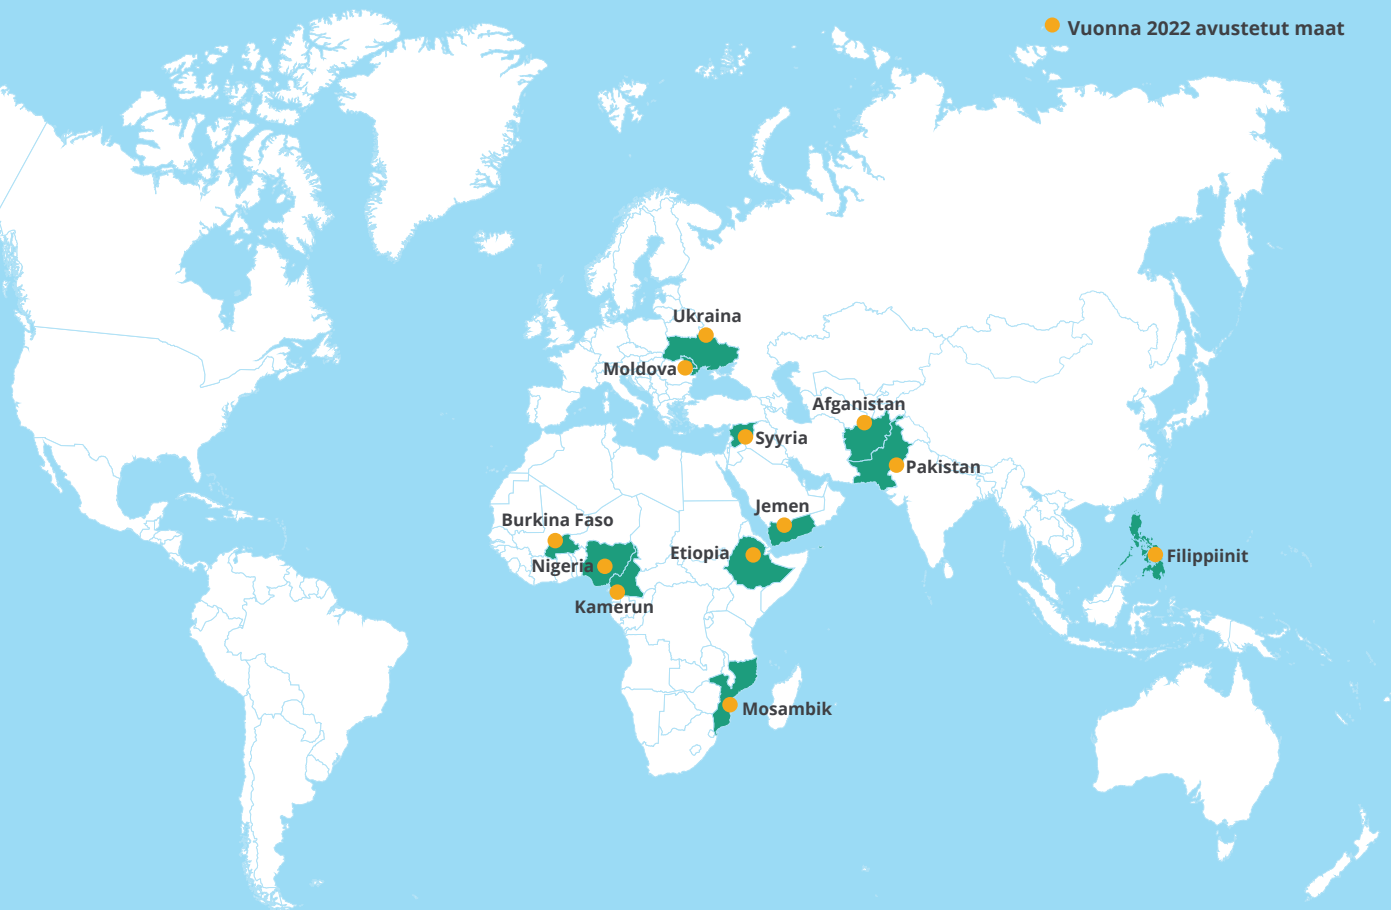 Vuonna 2022 avustetut maat
Ukraina
Moldova
Afganistan
Syyria
Pakistan
Jemen
Burkina Faso
Etiopia
Filippiinit
Nigeria
Kamerun
Mosambik